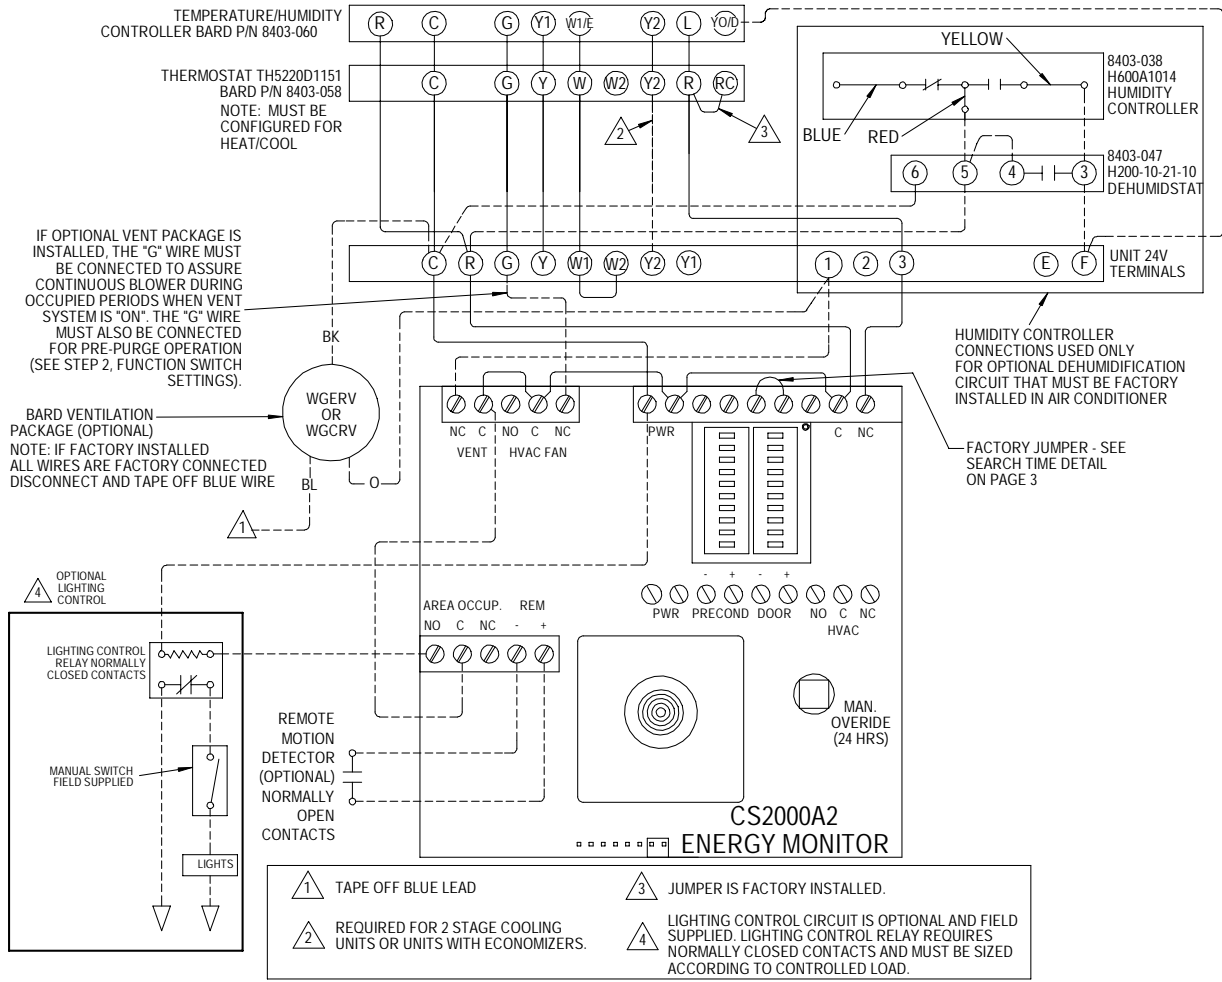 TEMPERATURE/HUMIDITY
CONTROLLER BARD P/N 8403-060
R C G Y1 W1/E Y2 L YO/D
THERMOSTAT TH5220D1151
BARD P/N 8403-058
NOTE: MUST BE
CONFIGURED FOR
HEAT/COOL
C G Y W W2 Y2 R RC
2
3
YELLOW
BLUE
RED
8403-038
H600A1014
HUMIDITY
CONTROLLER
6 5 4 3
8403-047
H200-10-21-10
DEHUMIDSTAT
IF OPTIONAL VENT PACKAGE IS
INSTALLED, THE "G" WIRE MUST
BE CONNECTED TO ASSURE
CONTINUOUS BLOWER DURING
OCCUPIED PERIODS WHEN VENT
SYSTEM IS "ON". THE "G" WIRE
MUST ALSO BE CONNECTED
FOR PRE-PURGE OPERATION
(SEE STEP 2, FUNCTION SWITCH
SETTINGS).
C R G Y W1 W2 Y2 Y1 1 2 3 E F
UNIT 24V
TERMINALS
HUMIDITY CONTROLLER
CONNECTIONS USED ONLY
FOR OPTIONAL DEHUMIDIFICATION
CIRCUIT THAT MUST BE FACTORY
INSTALLED IN AIR CONDITIONER
BK
WGERV
OR
WGCRV
BARD VENTILATION
PACKAGE (OPTIONAL)
NOTE: IF FACTORY INSTALLED
ALL WIRES ARE FACTORY CONNECTED
DISCONNECT AND TAPE OFF BLUE WIRE
BL
O
1
NC C NO C NC
VENT HVAC FAN
PWR C NC
FACTORY JUMPER - SEE
SEARCH TIME DETAIL
ON PAGE 3
- + - +
PWR PRECOND DOOR NO C NC
HVAC
4
OPTIONAL
LIGHTING
CONTROL
LIGHTING CONTROL
RELAY NORMALLY
CLOSED CONTACTS
MANUAL SWITCH
FIELD SUPPLIED
LIGHTS
AREA OCCUP. REM
NO C NC - +
REMOTE
MOTION
DETECTOR
(OPTIONAL)
NORMALLY
OPEN
CONTACTS
MAN.
OVERIDE
(24 HRS)
CS2000A2
ENERGY MONITOR
1 TAPE OFF BLUE LEAD
2 REQUIRED FOR 2 STAGE COOLING
UNITS OR UNITS WITH ECONOMIZERS.
3 JUMPER IS FACTORY INSTALLED.
4 LIGHTING CONTROL CIRCUIT IS OPTIONAL AND FIELD
SUPPLIED. LIGHTING CONTROL RELAY REQUIRES
NORMALLY CLOSED CONTACTS AND MUST BE SIZED
ACCORDING TO CONTROLLED LOAD.